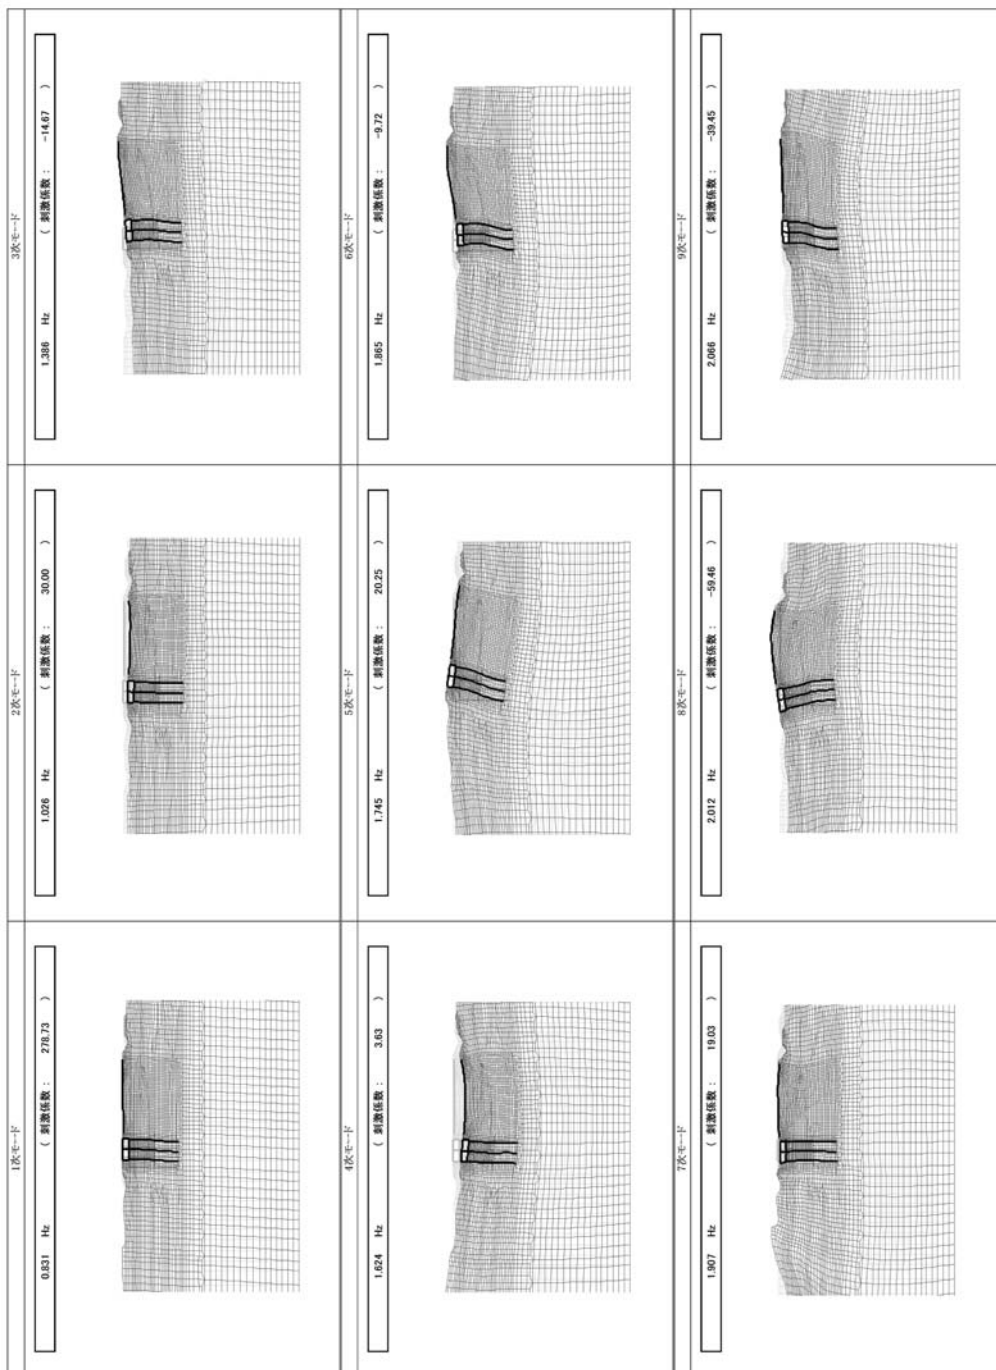 1次モード
0.831 Hz ( 刺激係数 : 278.73 )
2次モード
1.026 Hz ( 刺激係数 : 30.00 )
3次モード
1.386 Hz ( 刺激係数 : -14.67 )
4次モード
1.624 Hz ( 刺激係数 : 3.63 )
5次モード
1.745 Hz ( 刺激係数 : 20.25 )
6次モード
1.865 Hz ( 刺激係数 : -9.72 )
7次モード
1.907 Hz ( 刺激係数 : 19.03 )
8次モード
2.012 Hz ( 刺激係数 : -59.46 )
9次モード
2.066 Hz ( 刺激係数 : -39.45 )